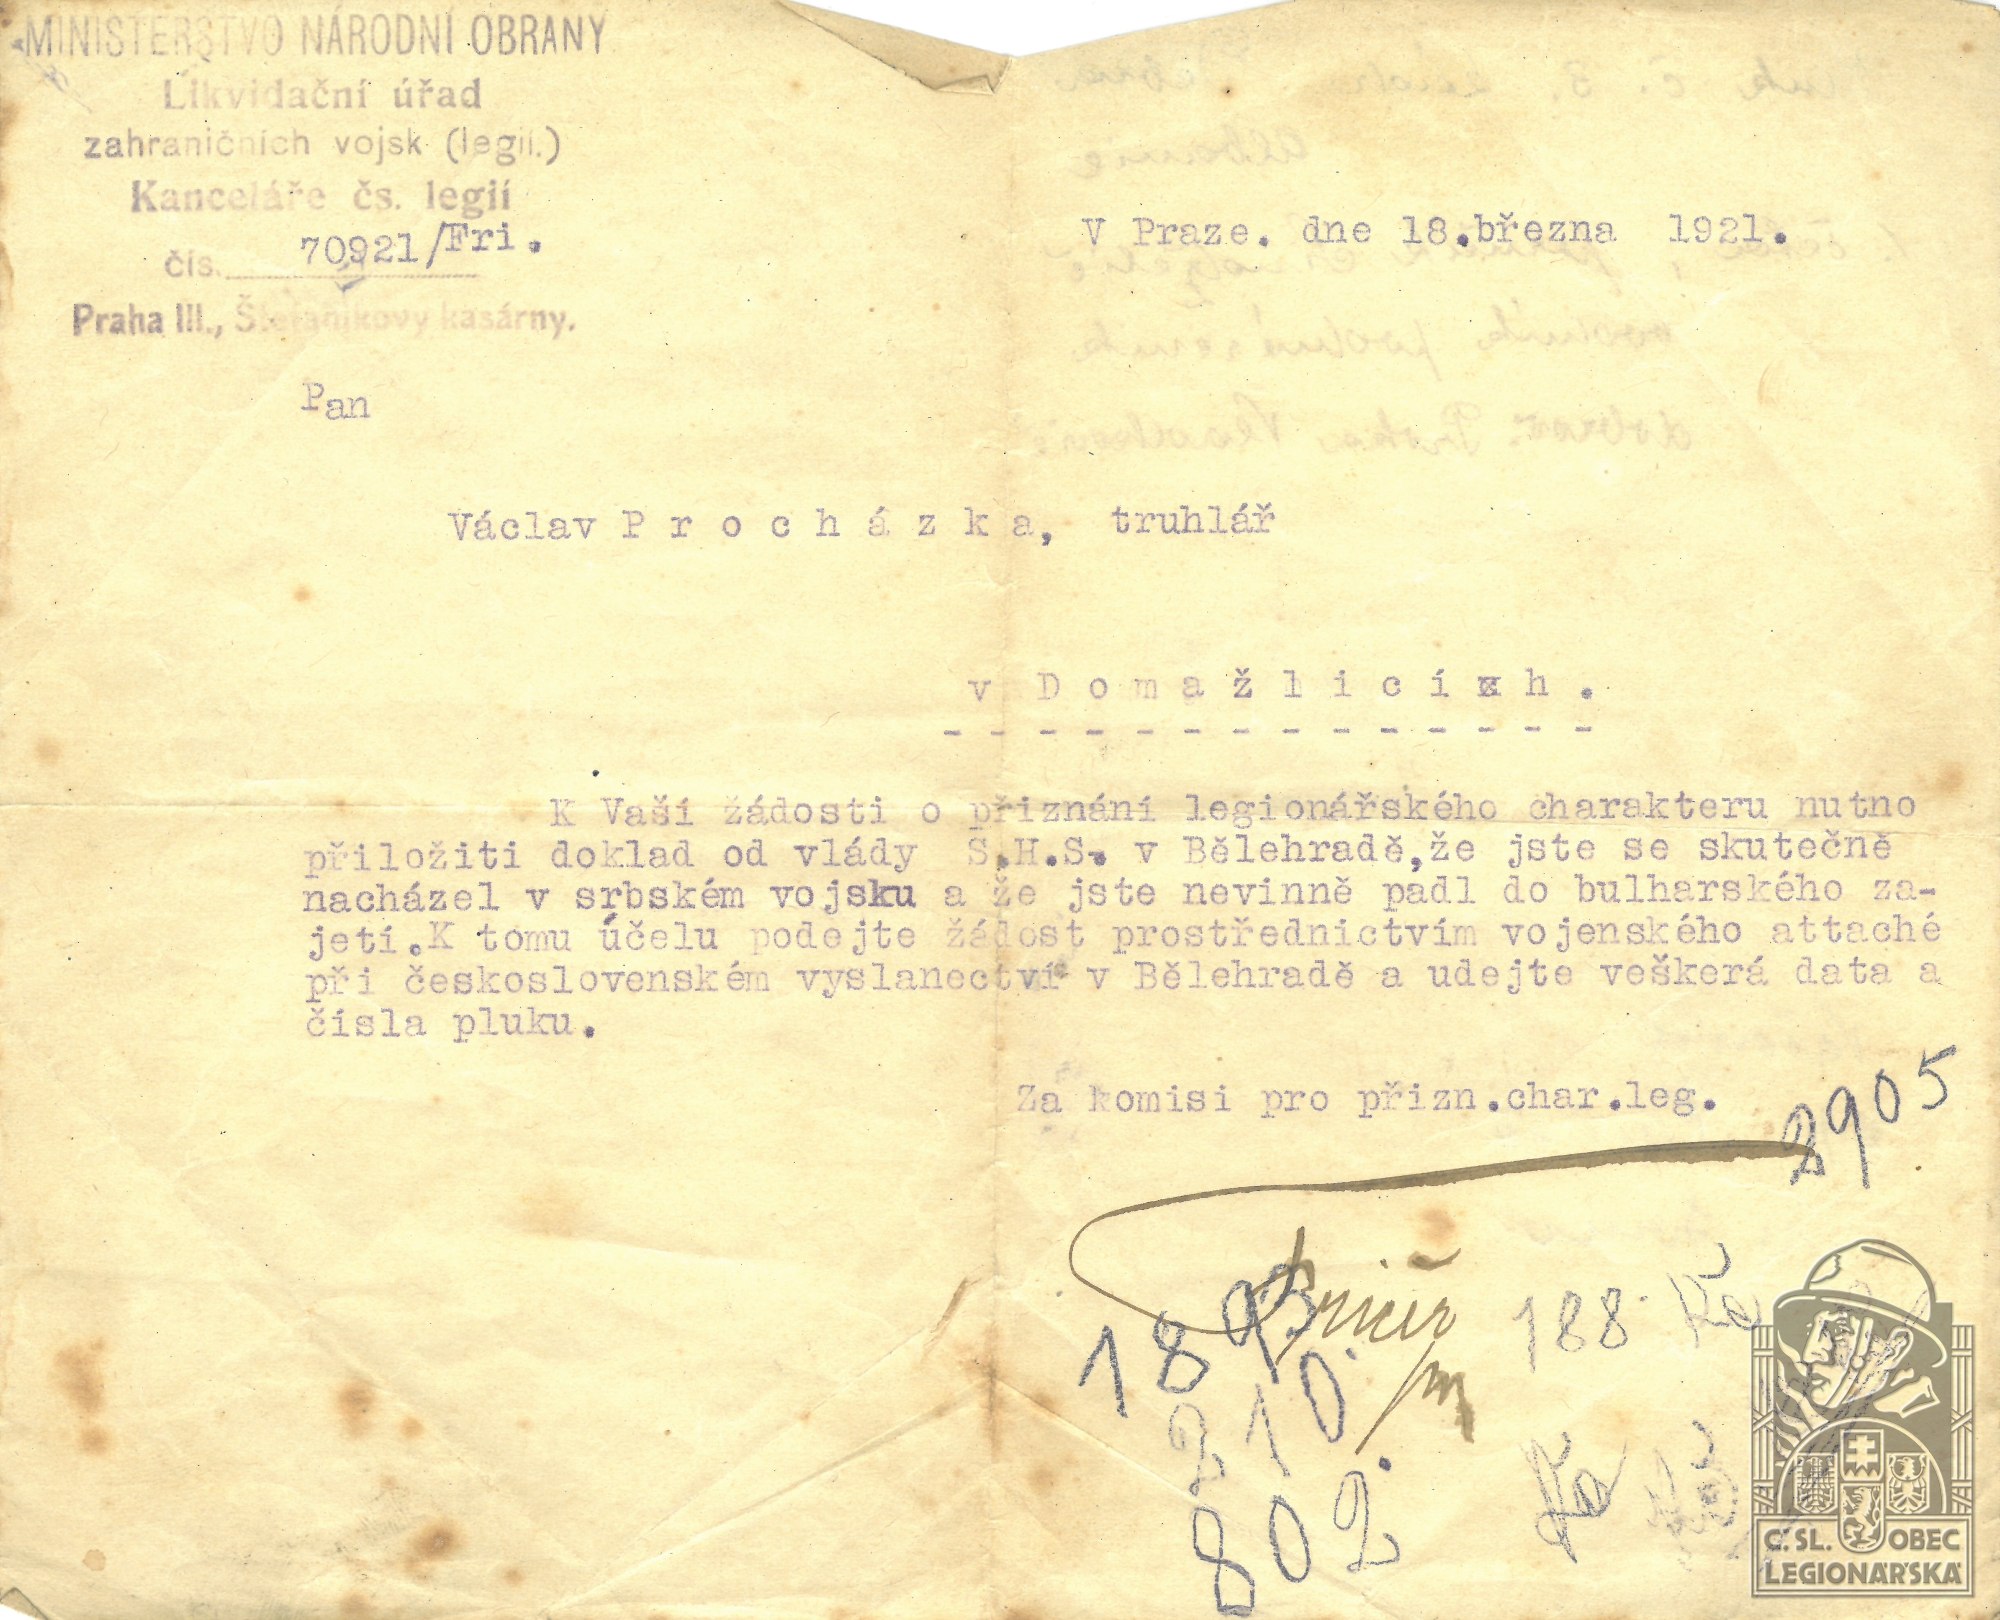 MINISTERSTVO NÁRODNÍ OBRANY
Likvidační úřad
zahraničních vojsk (legií.)
Kanceláře čs. legií
čís. 70921/Fri.
Praha III., Štefanikovy kasárny.
V Praze. dne 18.března 1921.
Pan
Václav P r o c h á z k a, truhlář
v D o m a ž l i c í c h .
- - - - - - - - - - - - - -
K Vaší žádosti o přiznání legionářského charakteru nutno
přiložiti doklad od vlády S.H.S. v Bělehradě,že jste se skutečně
nacházel v srbském vojsku a že jste nevinně padl do bulharského za-
jetí.K tomu účelu podejte žádost prostřednictvím vojenského attaché
při československém vyslanectví v Bělehradě a udejte veškerá data a
čísla pluku.
Za komisi pro přizn.char.leg.
2905
1893
188
210
802
Č. SL. OBEC
LEGIONÁŘSKÁ